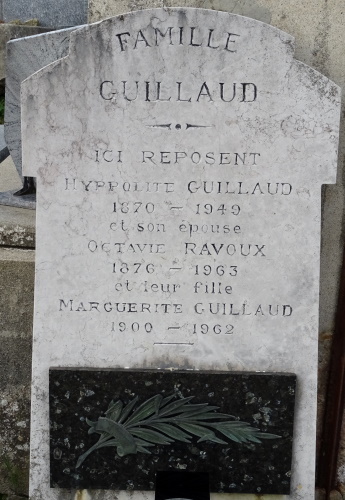 FAMILLE
GUILLAUD
ICI REPOSENT
HYPPOLITE GUILLAUD
1870 - 1949
et son épouse
OCTAVIE RAVOUX
1876 - 1963
et leur fille
MARGUERITE GUILLAUD
1900 - 1962